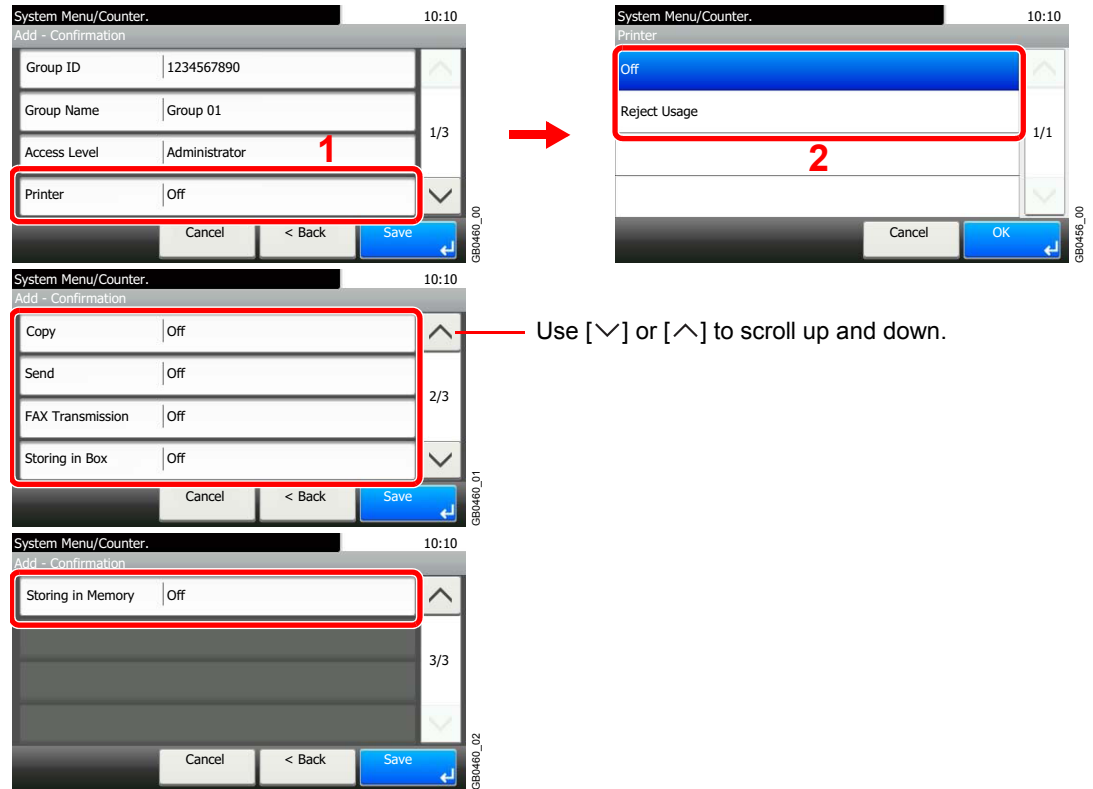 System Menu/Counter. 10:10
Add - Confirmation
Group ID 1234567890
Group Name Group 01
1/3
Access Level Administrator
1
Printer Off
Cancel < Back Save
GB0460_00
System Menu/Counter. 10:10
Printer
Off
Reject Usage
1/1
2
Cancel OK
GB0456_00
System Menu/Counter. 10:10
Add - Confirmation
Copy Off
Use [∨] or [∧] to scroll up and down.
Send Off
2/3
FAX Transmission Off
Storing in Box Off
Cancel < Back Save
GB0460_01
System Menu/Counter. 10:10
Add - Confirmation
Storing in Memory Off
3/3
Cancel < Back Save
GB0460_02